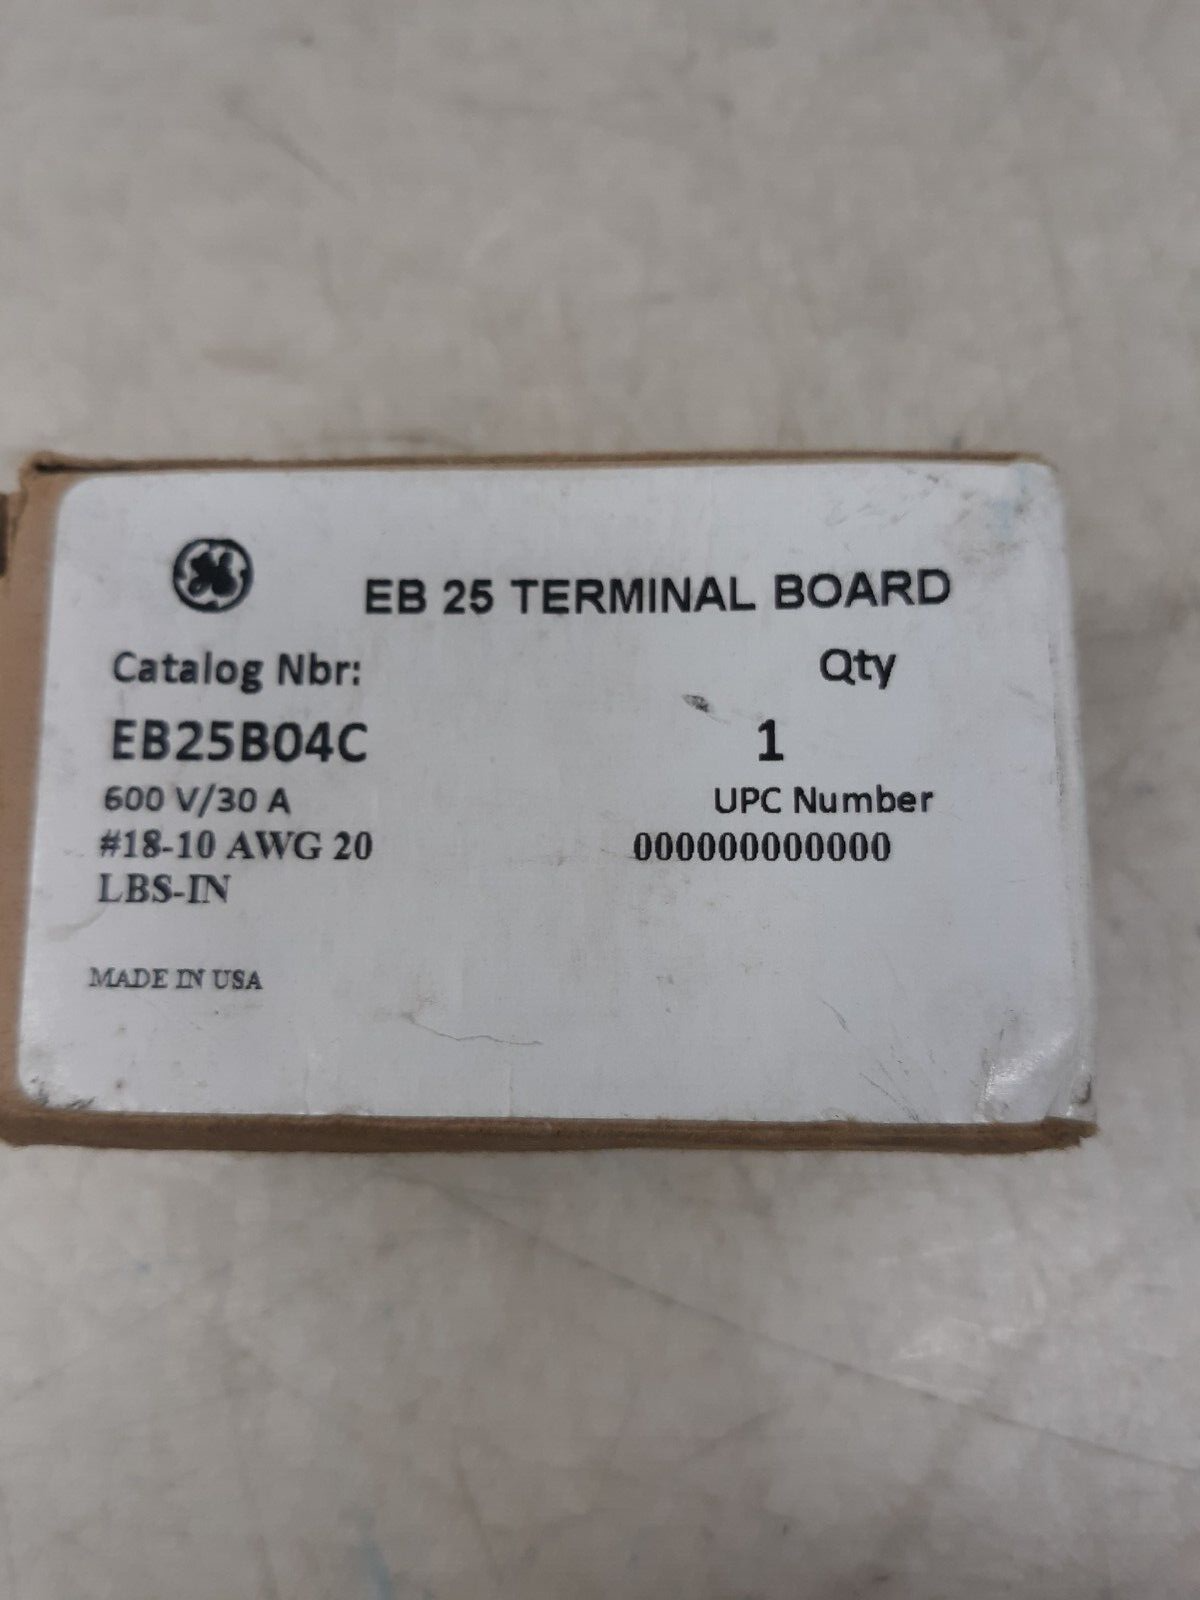 EB 25 TERMINAL BOARD
Catalog Nbr:
Qty
EB25B04C
1
600 V/30 A
UPC Number
#18-10 AWG 20
000000000000
LBS-IN
MADE IN USA